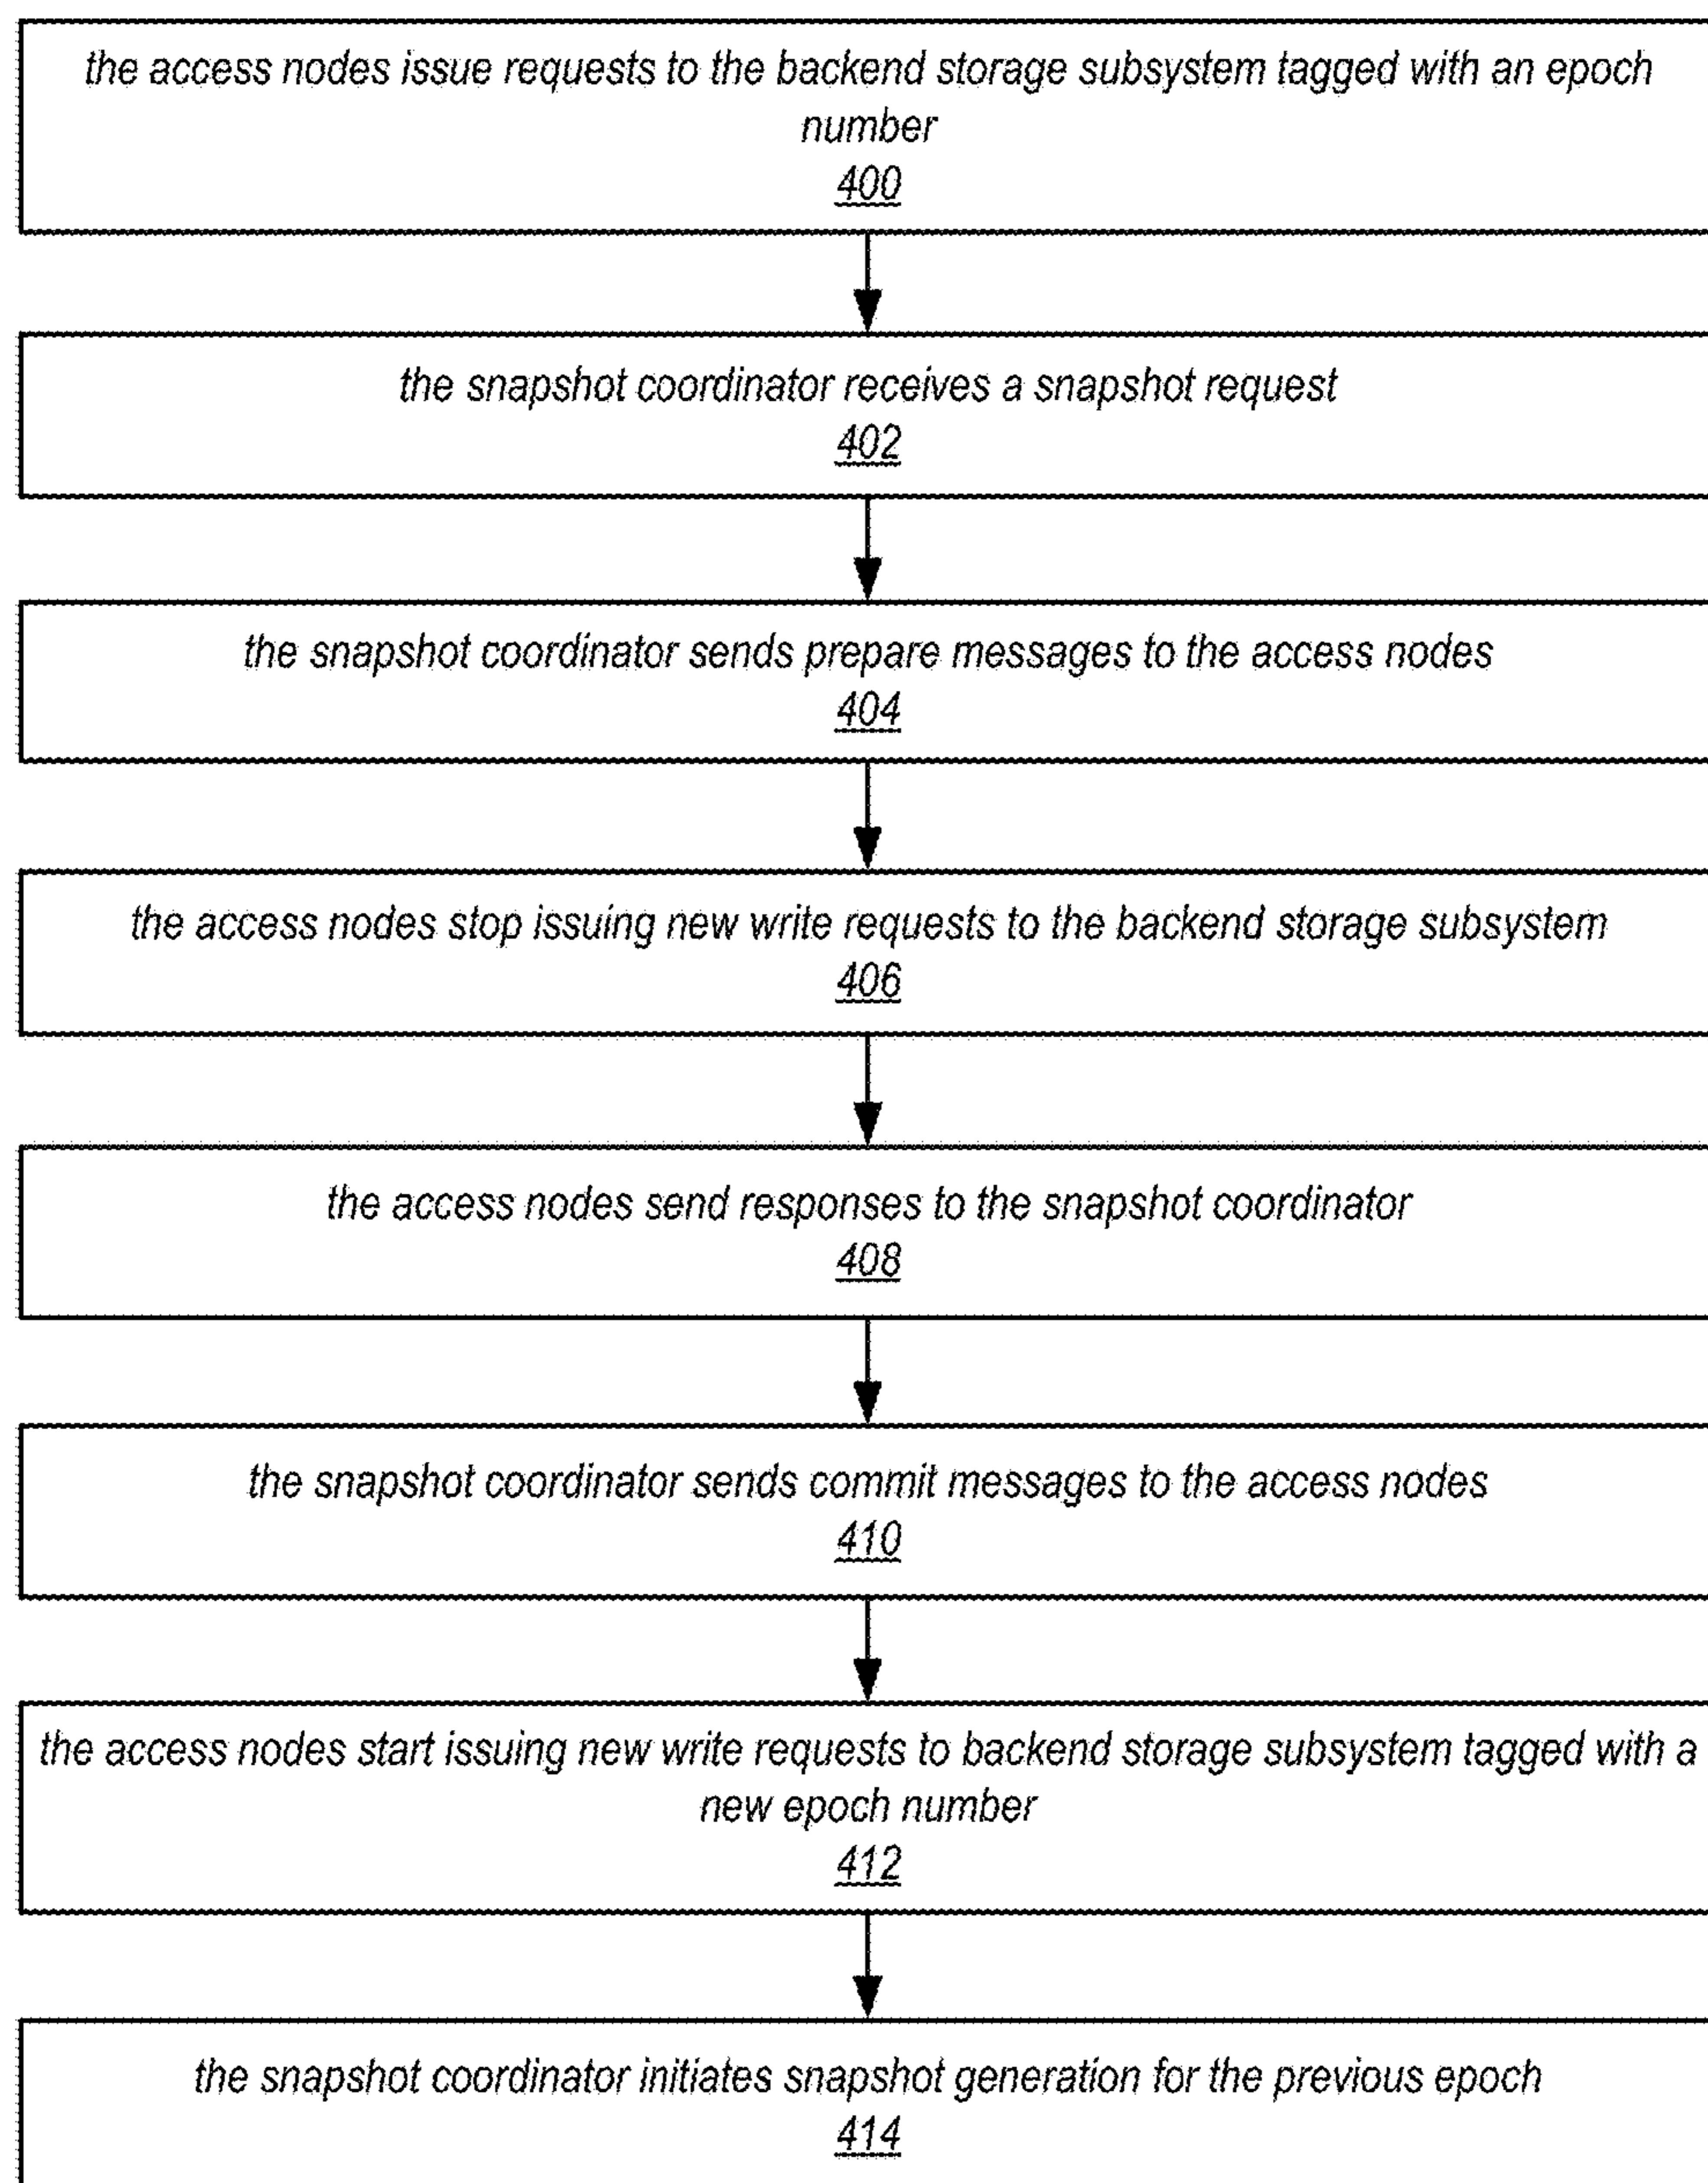 the access nodes issue requests to the backend storage subsystem tagged with an epoch
number
400
the snapshot coordinator receives a snapshot request
402
the snapshot coordinator sends prepare messages to the access nodes
404
the access nodes stop issuing new write requests to the backend storage subsystem
406
the access nodes send responses to the snapshot coordinator
408
the snapshot coordinator sends commit messages to the access nodes
410
the access nodes start issuing new write requests to backend storage subsystem tagged with a
new epoch number
412
the snapshot coordinator initiates snapshot generation for the previous epoch
414